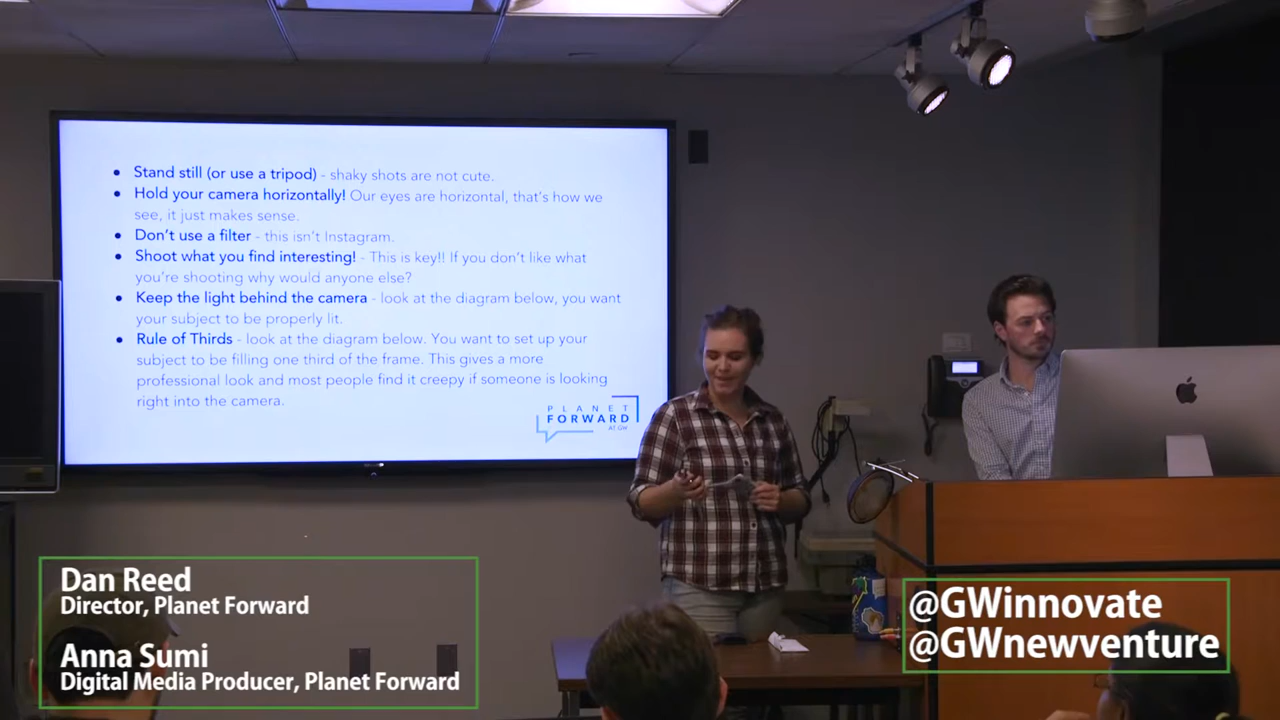 Stand still (or use a tripod) - shaky shots are not cute.
Hold your camera horizontally! Our eyes are horizontal, that's how we
see, it just makes sense.
Don't use a filter - this isn't Instagram.
Shoot what you find interesting! - This is key!! If you don't like what
you're shooting why would anyone else?
Keep the light behind the camera - look at the diagram below, you want
your subject to be properly lit.
Rule of Thirds - look at the diagram below. You want to set up your
subject to be filling one third of the frame. This gives a more
professional look and most people find it creepy if someone is looking
right into the camera.
PLANET
FORWARD
AT GW
Dan Reed
Director, Planet Forward
Anna Sumi
Digital Media Producer, Planet Forward
@GWinnovate
@GWnewventure